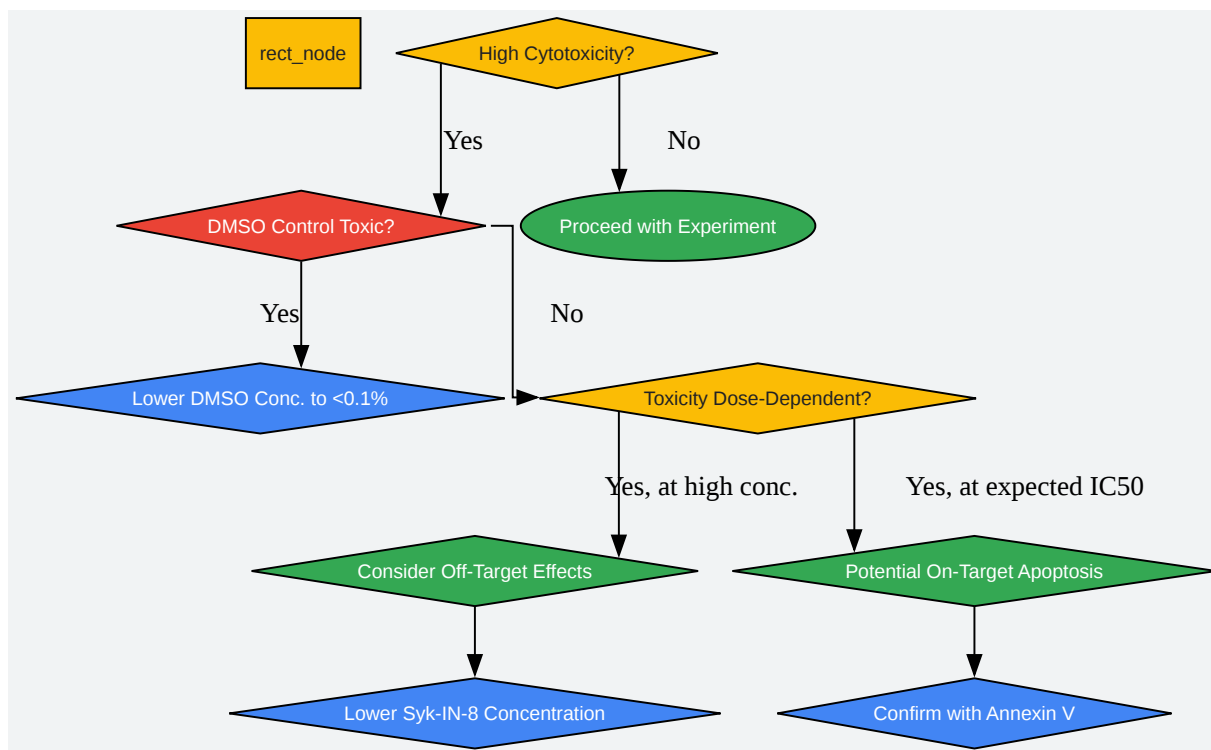 rect_node
High Cytotoxicity?
Yes
No
DMSO Control Toxic?
Proceed with Experiment
Yes
No
Lower DMSO Conc. to <0.1%
Toxicity Dose-Dependent?
Yes, at high conc.
Yes, at expected IC50
Consider Off-Target Effects
Potential On-Target Apoptosis
Lower Syk-IN-8 Concentration
Confirm with Annexin V